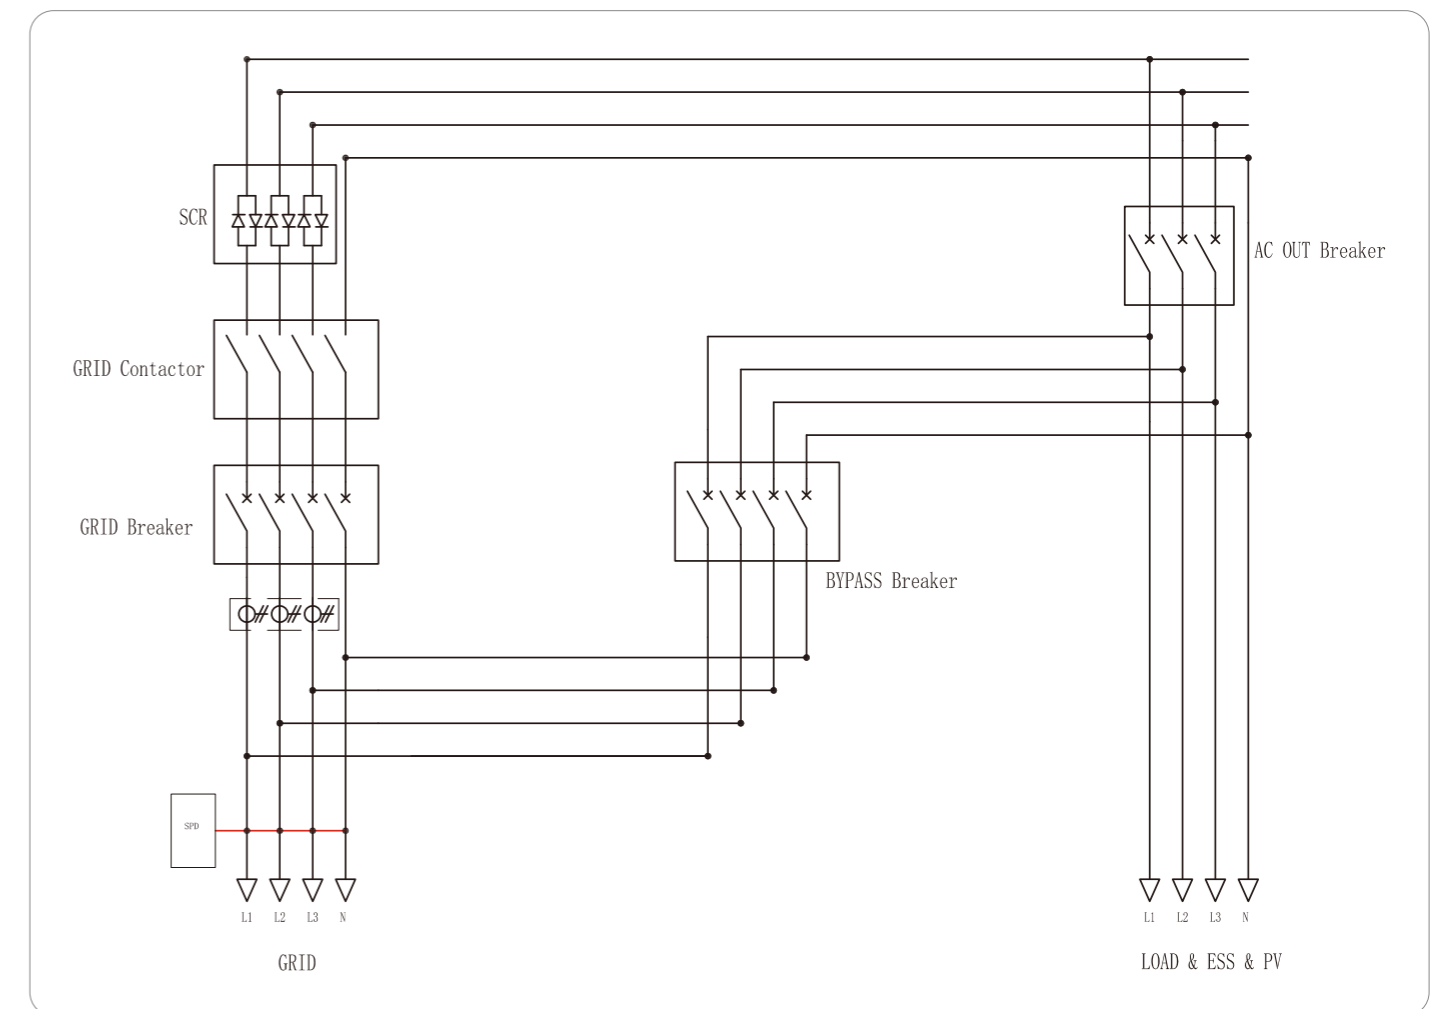 SCR
AC OUT Breaker
GRID Contactor
GRID Breaker
BYPASS Breaker
SPD
L1 L2 L3 N
L1 L2 L3 N
GRID
LOAD & ESS & PV